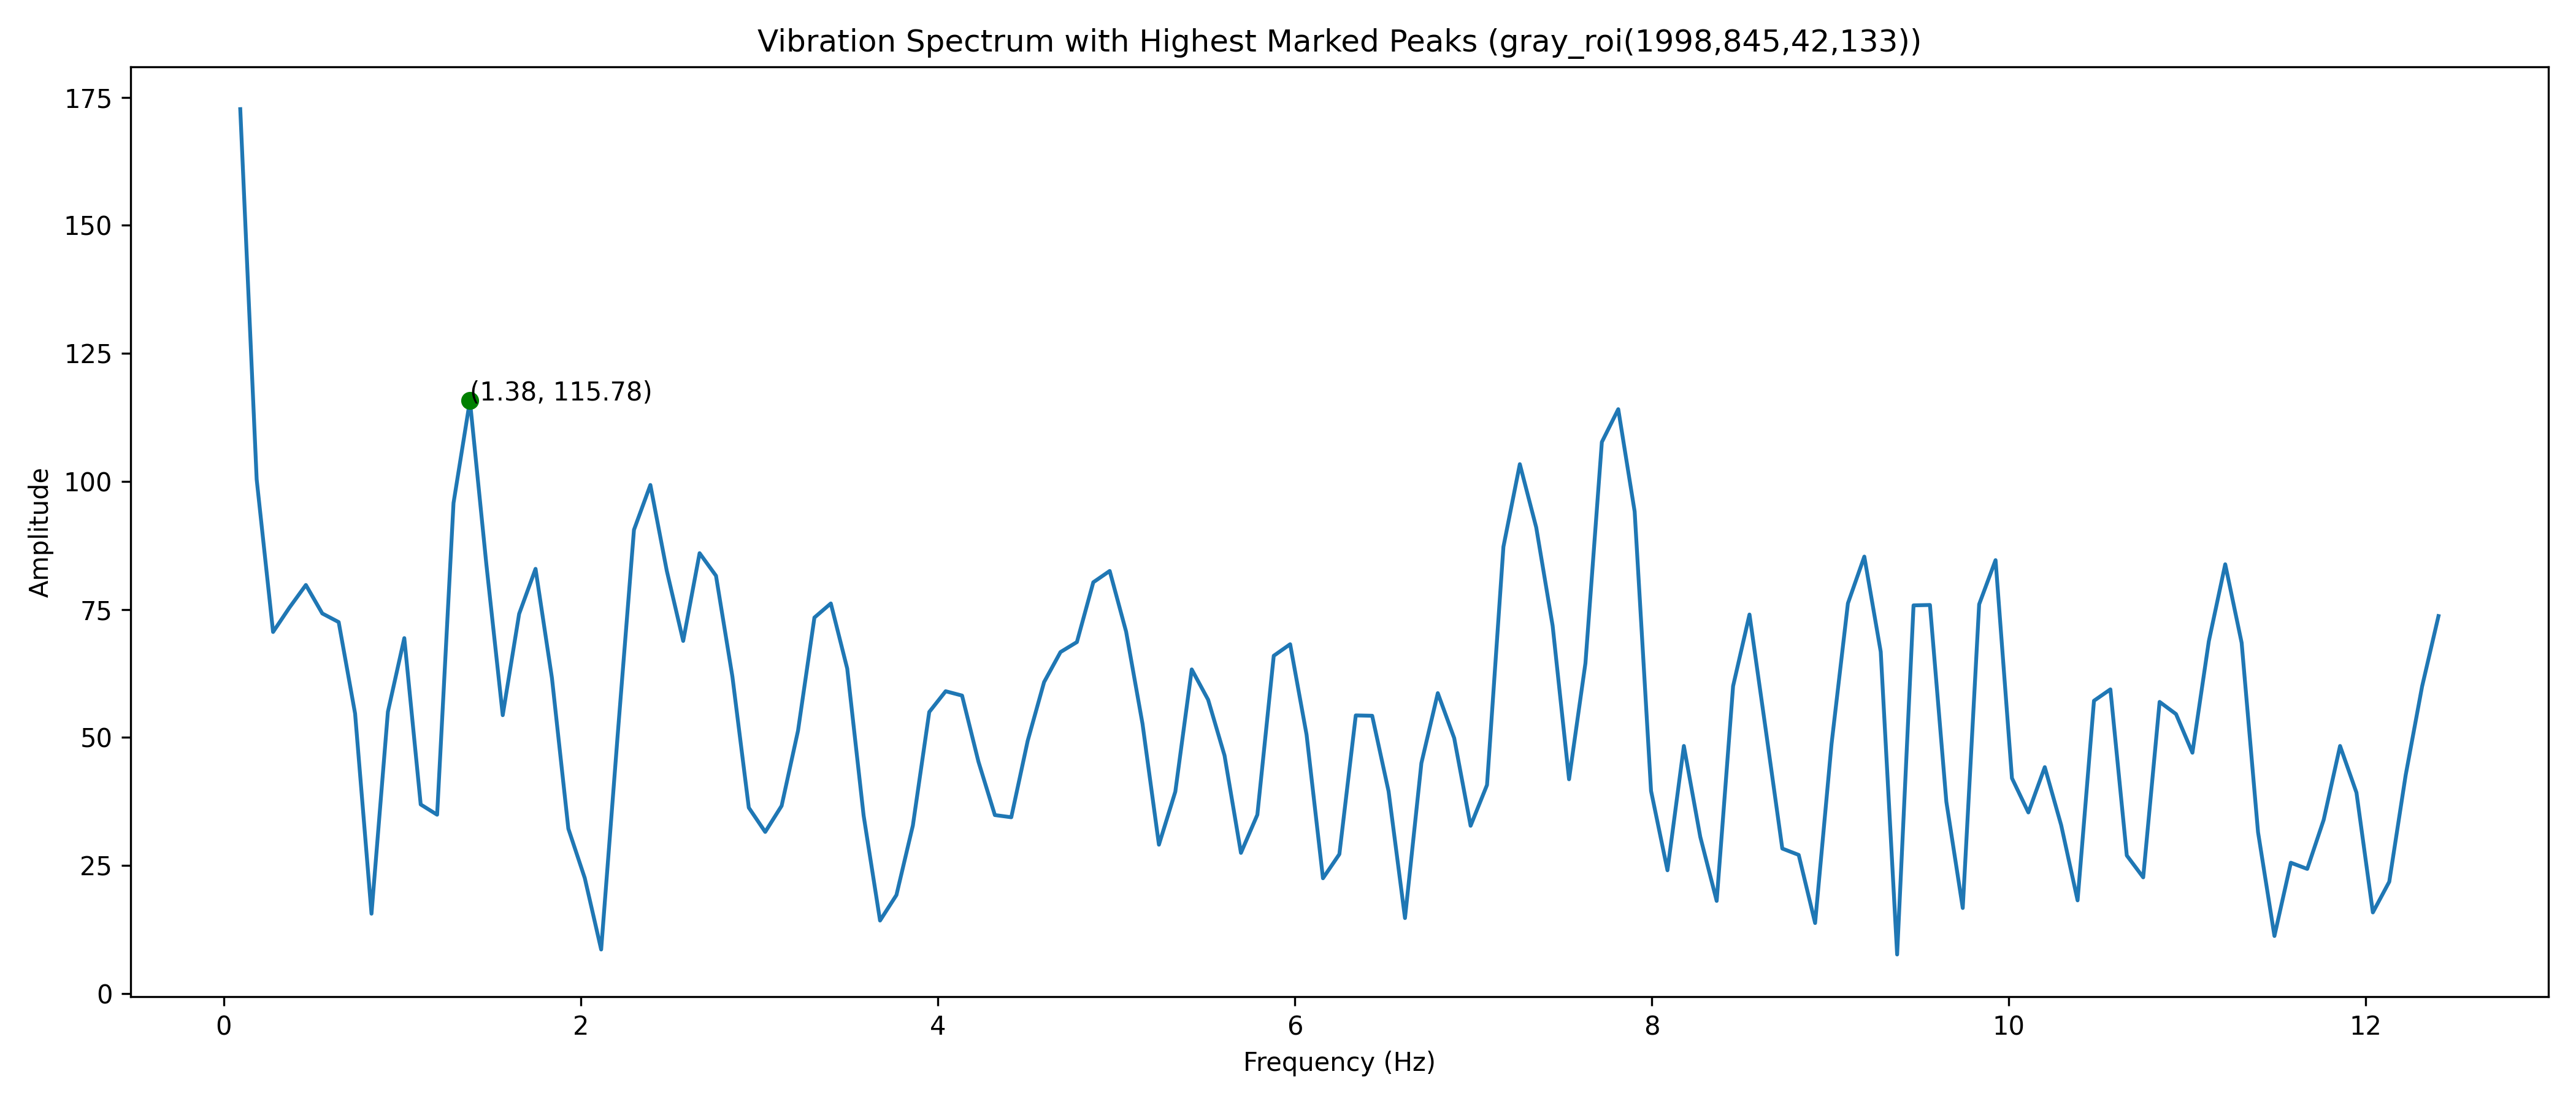 Vibration Spectrum with Highest Marked Peaks (gray_roi(1998,845,42,133))
175
150
125
100
75
50
25
0
Amplitude
(1.38, 115.78)
0 2 4 6 8 10 12
Frequency (Hz)